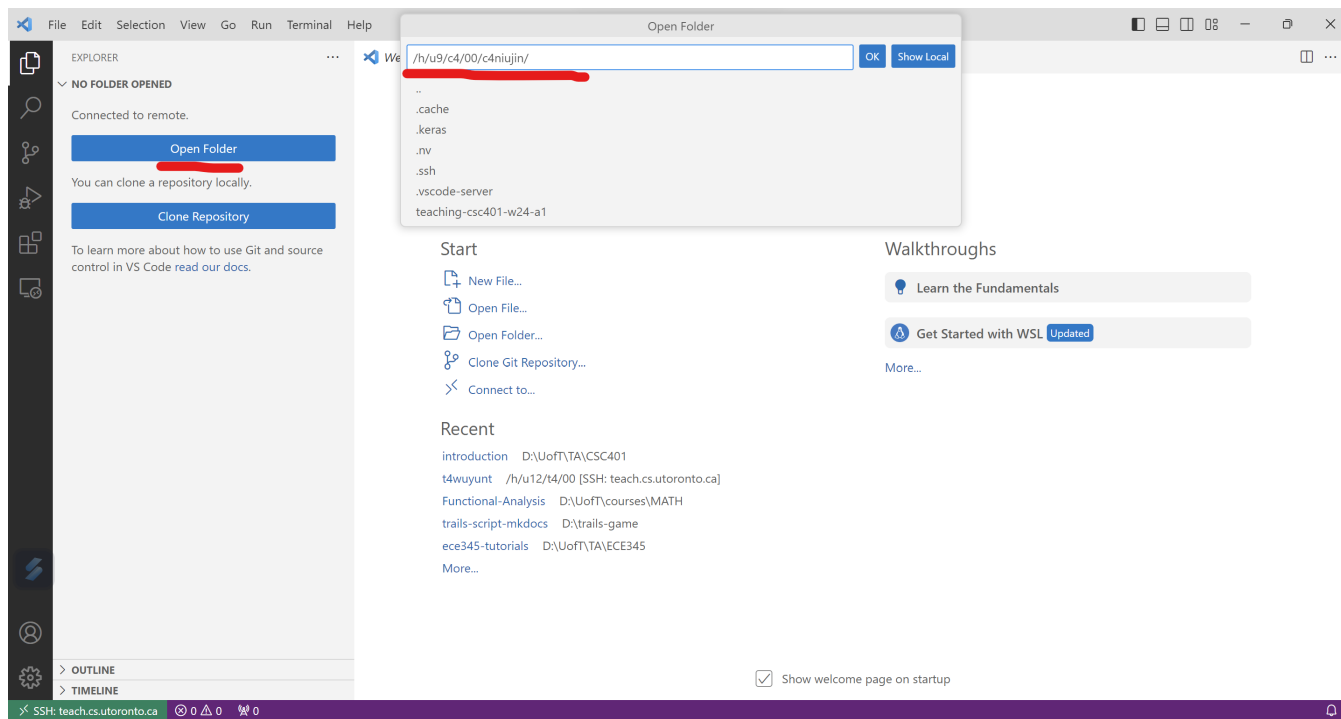 File Edit Selection View Go Run Terminal Help
Open Folder
EXPLORER
We
/h/u9/c4/00/c4niujin/
OK
Show Local
NO FOLDER OPENED
Connected to remote.
Open Folder
You can clone a repository locally.
Clone Repository
To learn more about how to use Git and source
control in VS Code read our docs.
..
.cache
.keras
.nv
.ssh
.vscode-server
teaching-csc401-w24-a1
Start
New File...
Open File...
Open Folder...
Clone Git Repository...
Connect to...
Recent
introduction D:\UofT\TA\CSC401
t4wuyunt /h/u12/t4/00 [SSH: teach.cs.utoronto.ca]
Functional-Analysis D:\UofT\courses\MATH
trails-script-mkdocs D:\trails-game
ece345-tutorials D:\UofT\TA\ECE345
More...
Walkthroughs
Learn the Fundamentals
Get Started with WSL Updated
More...
Show welcome page on startup
OUTLINE
TIMELINE
SSH: teach.cs.utoronto.ca 0 0 0